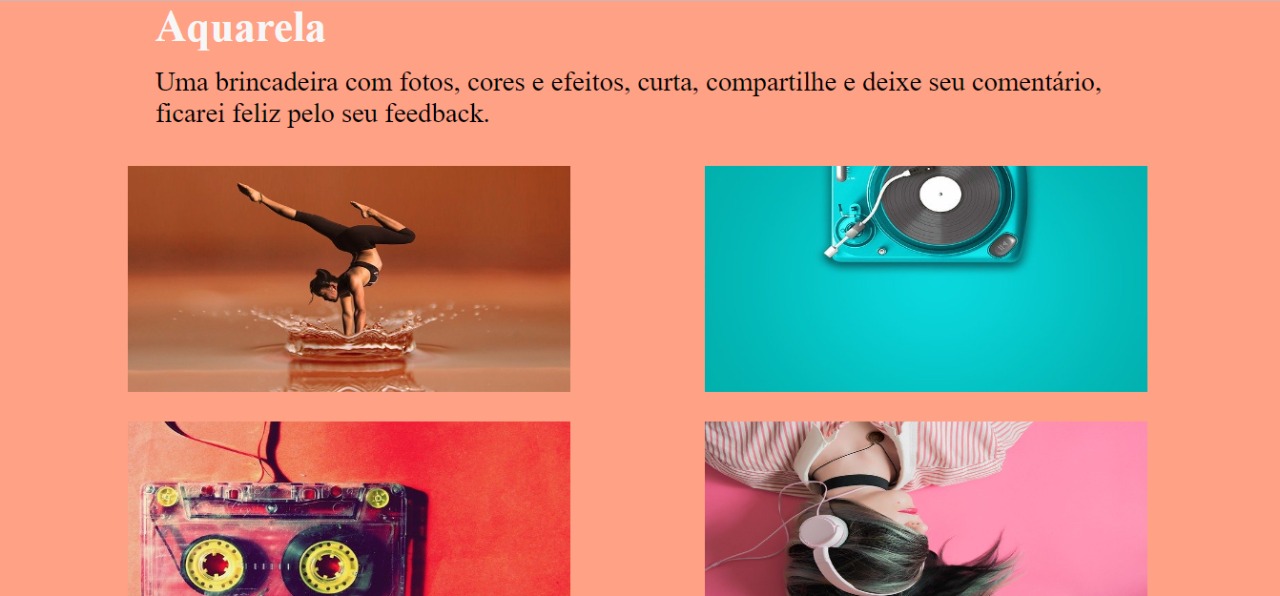 Aquarela
Uma brincadeira com fotos, cores e efeitos, curta, compartilhe e deixe seu comentário,
ficarei feliz pelo seu feedback.